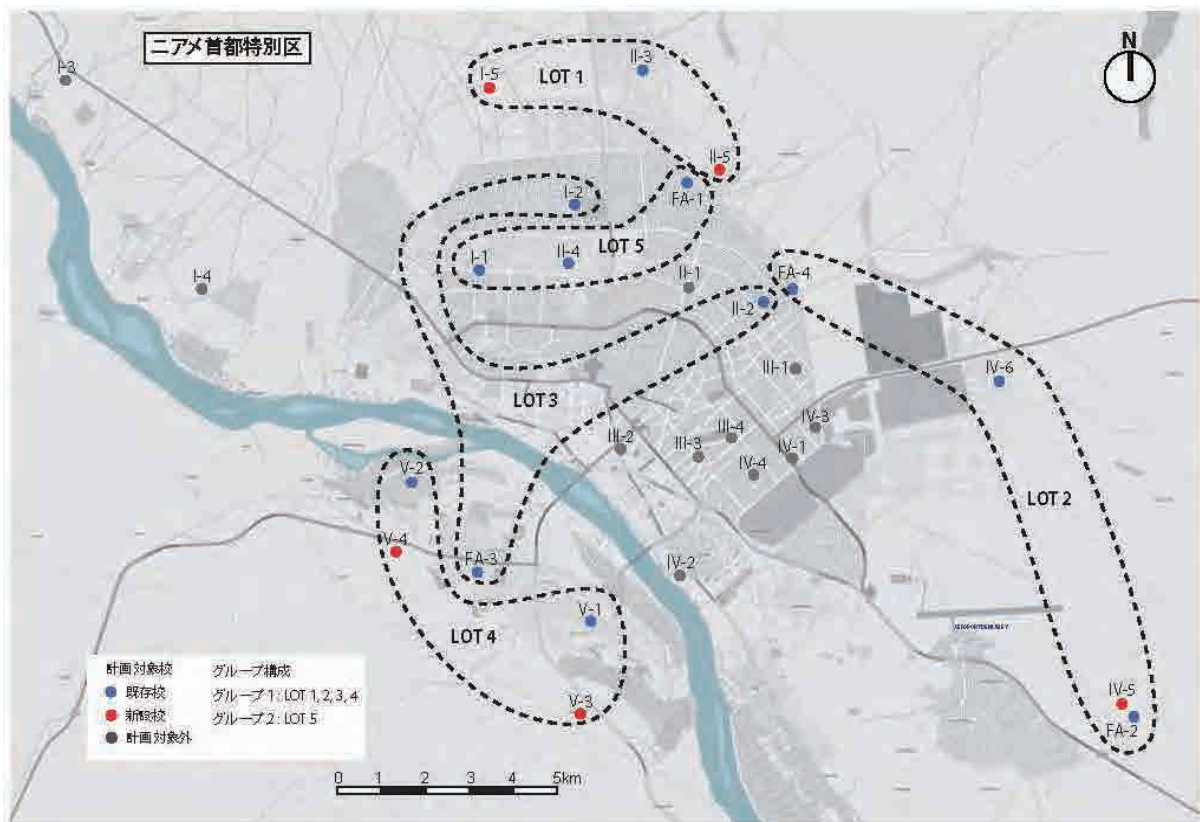 ニアメ首都特別区
N
I-3
I-5
LOT 1
II-3
II-5
I-2
FA-1
LOT 5
I-1
II-4
I-4
II-1
FA-4
II-2
III-1
IV-6
LOT 3
III-2
III-3
III-4
IV-3
IV-1
IV-4
V-2
LOT 2
V-4
FA-3
IV-2
V-1
LOT 4
V-3
IV-5
FA-2
計画対象校 グループ構成
既存校 グループ1: LOT 1, 2, 3, 4
新設校 グループ2: LOT 5
計画対象外
0 1 2 3 4 5km